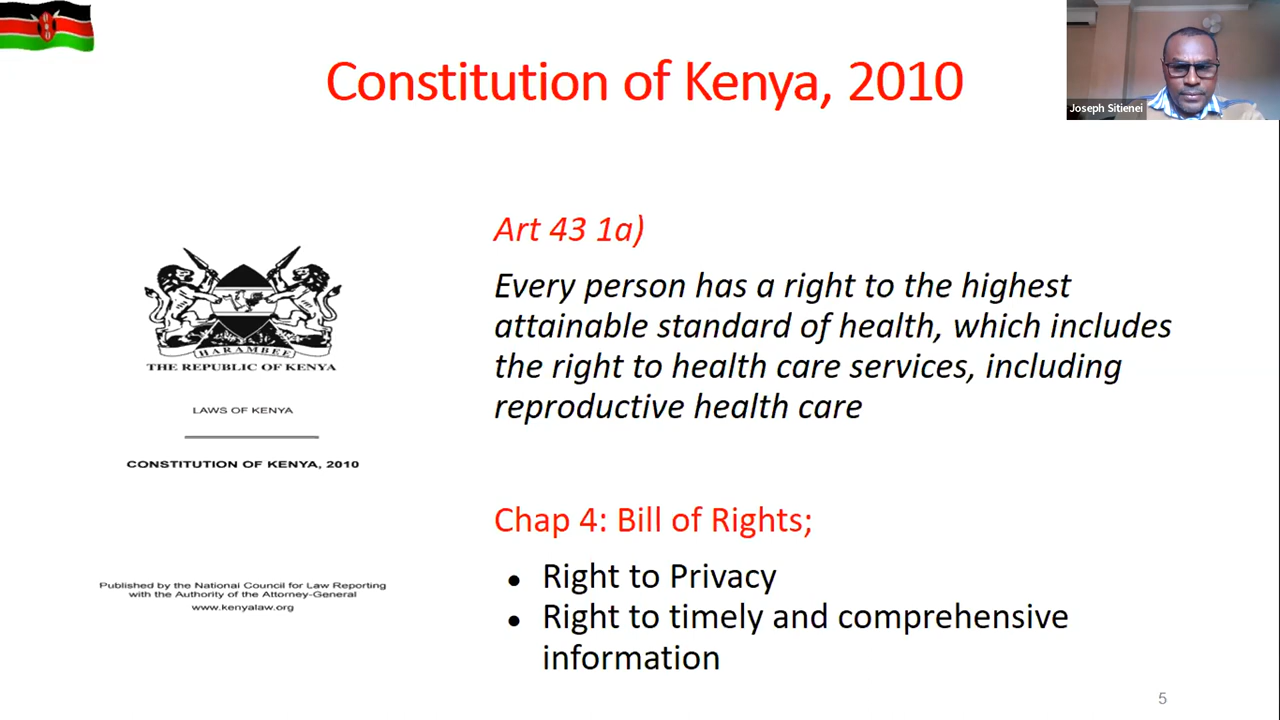 Constitution of Kenya, 2010
Joseph Sitienei
Art 43 1a)
Every person has a right to the highest
attainable standard of health, which includes
the right to health care services, including
reproductive health care
HARAMBEE
THE REPUBLIC OF KENYA
LAWS OF KENYA
CONSTITUTION OF KENYA, 2010
Published by the National Council for Law Reporting
with the Authority of the Attorney-General
www.kenyalaw.org
Chap 4: Bill of Rights;
• Right to Privacy
• Right to timely and comprehensive
information
5